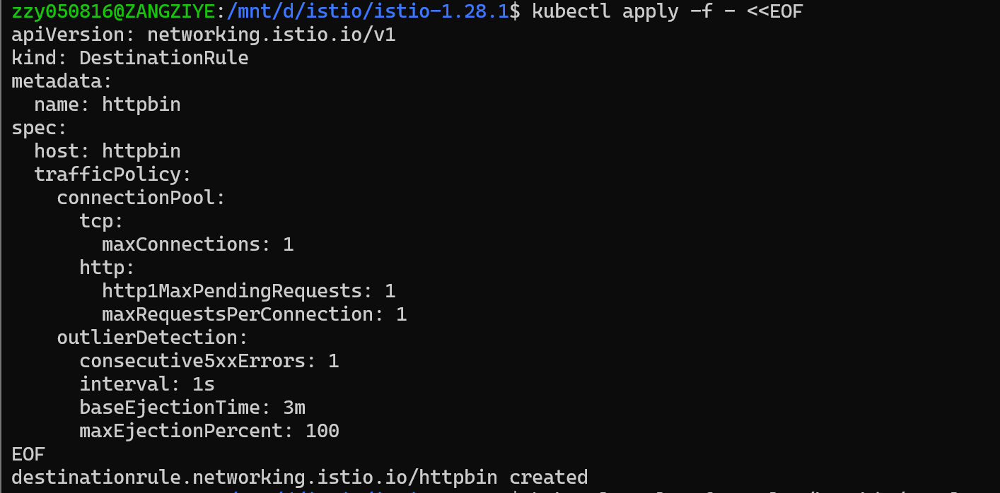 zzy050816@ZANGZIYE:/mnt/d/istio/istio-1.28.1$ kubectl apply -f - <<EOF
apiVersion: networking.istio.io/v1
kind: DestinationRule
metadata:
  name: httpbin
spec:
  host: httpbin
  trafficPolicy:
    connectionPool:
      tcp:
        maxConnections: 1
      http:
        http1MaxPendingRequests: 1
        maxRequestsPerConnection: 1
    outlierDetection:
      consecutive5xxErrors: 1
      interval: 1s
      baseEjectionTime: 3m
      maxEjectionPercent: 100
EOF
destinationrule.networking.istio.io/httpbin created